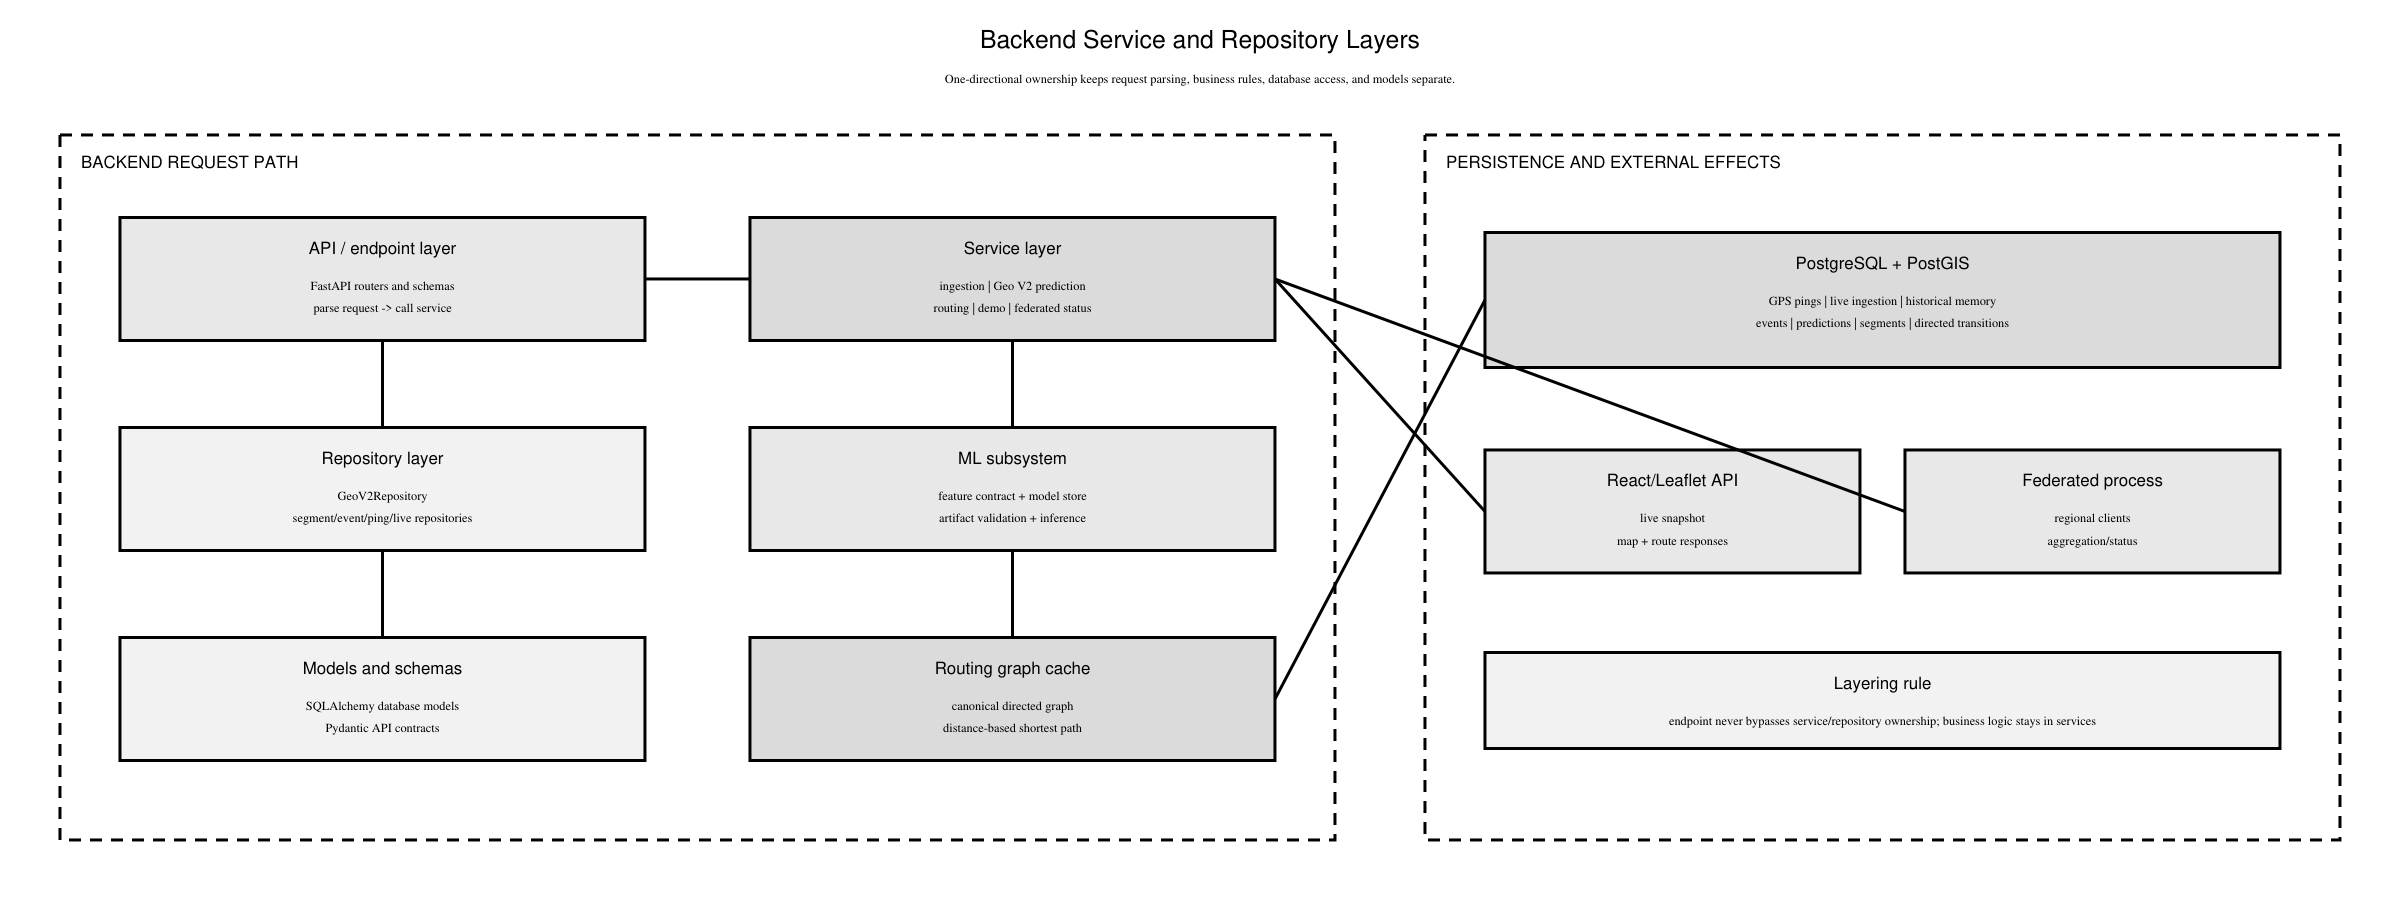 Backend Service and Repository Layers
One-directional ownership keeps request parsing, business rules, database access, and models separate.
BACKEND REQUEST PATH
API / endpoint layer
FastAPI routers and schemas
parse request -> call service
Service layer
ingestion | Geo V2 prediction
routing | demo | federated status
Repository layer
GeoV2Repository
segment/event/ping/live repositories
ML subsystem
feature contract + model store
artifact validation + inference
Models and schemas
SQLAlchemy database models
Pydantic API contracts
Routing graph cache
canonical directed graph
distance-based shortest path
PERSISTENCE AND EXTERNAL EFFECTS
PostgreSQL + PostGIS
GPS pings | live ingestion | historical memory
events | predictions | segments | directed transitions
React/Leaflet API
live snapshot
map + route responses
Federated process
regional clients
aggregation/status
Layering rule
endpoint never bypasses service/repository ownership; business logic stays in services